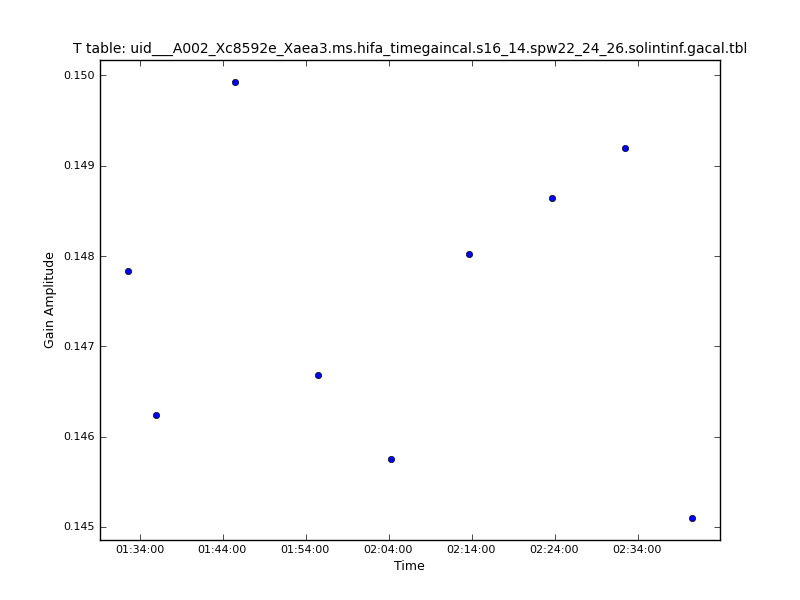 T table: uid___A002_Xc8592e_Xaea3.ms.hifa_timegaincal.s16_14.spw22_24_26.solintinf.gacal.tbl
0.150
0.149
0.148
0.147
0.146
0.145
Gain Amplitude
01:34:00 01:44:00 01:54:00 02:04:00 02:14:00 02:24:00 02:34:00
Time